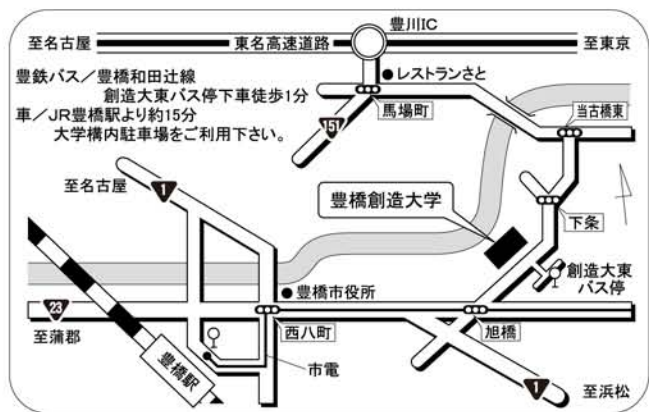 豊川IC
至名古屋
東名高速道路
至東京
豊鉄バス/豊橋和田辻線
創造大東バス停下車徒歩1分
車/JR豊橋駅より約15分
大学構内駐車場をご利用下さい。
レストランさと
馬場町
当古橋東
151
至名古屋
1
豊橋創造大学
下条
創造大東
バス停
豊橋市役所
23
至蒲郡
西八町
旭橋
豊橋駅
市電
1
至浜松